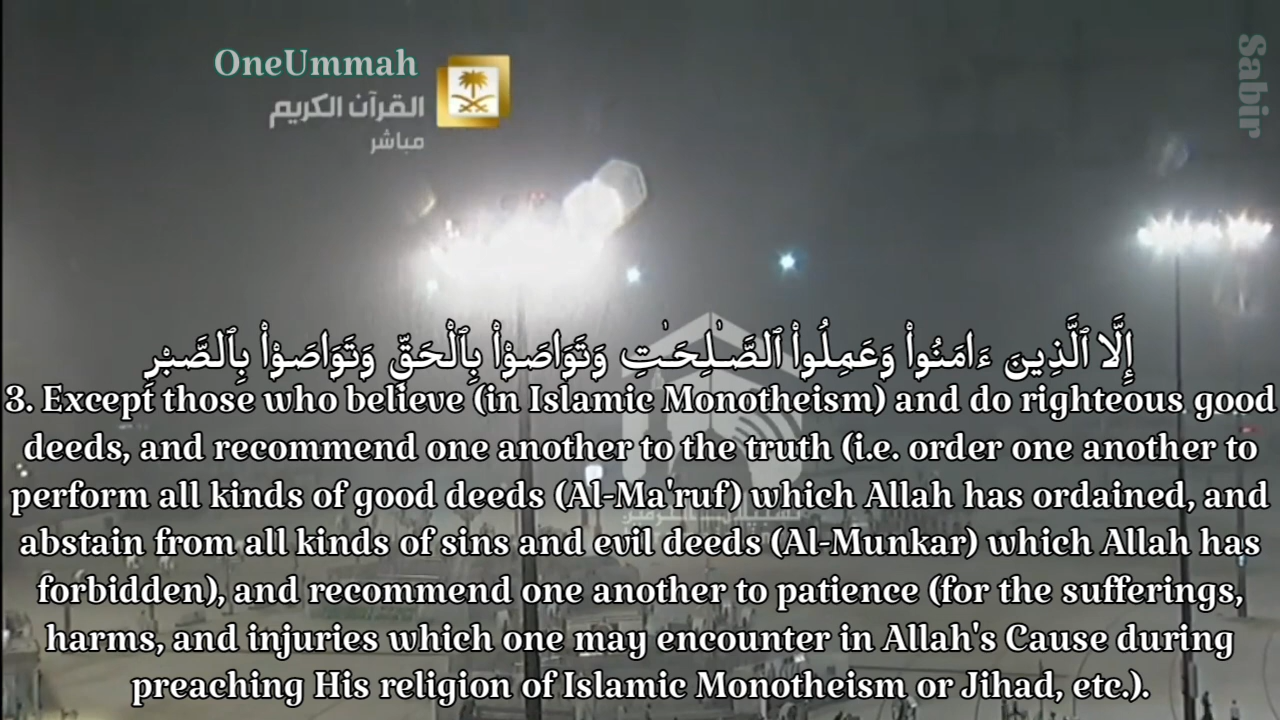 OneUmmah
القرآن الكريم
مباشر
Sabir
إِلَّا ٱلَّذِينَ ءَامَنُوا۟ وَعَمِلُوا۟ ٱلصَّـٰلِحَـٰتِ وَتَوَاصَوْا۟ بِٱلْحَقِّ وَتَوَاصَوْا۟ بِٱلصَّبْرِ
3. Except those who believe (in Islamic Monotheism) and do righteous good
deeds, and recommend one another to the truth (i.e. order one another to
perform all kinds of good deeds (Al-Ma'ruf) which Allah has ordained, and
abstain from all kinds of sins and evil deeds (Al-Munkar) which Allah has
forbidden), and recommend one another to patience (for the sufferings,
harms, and injuries which one may encounter in Allah's Cause during
preaching His religion of Islamic Monotheism or Jihad, etc.).